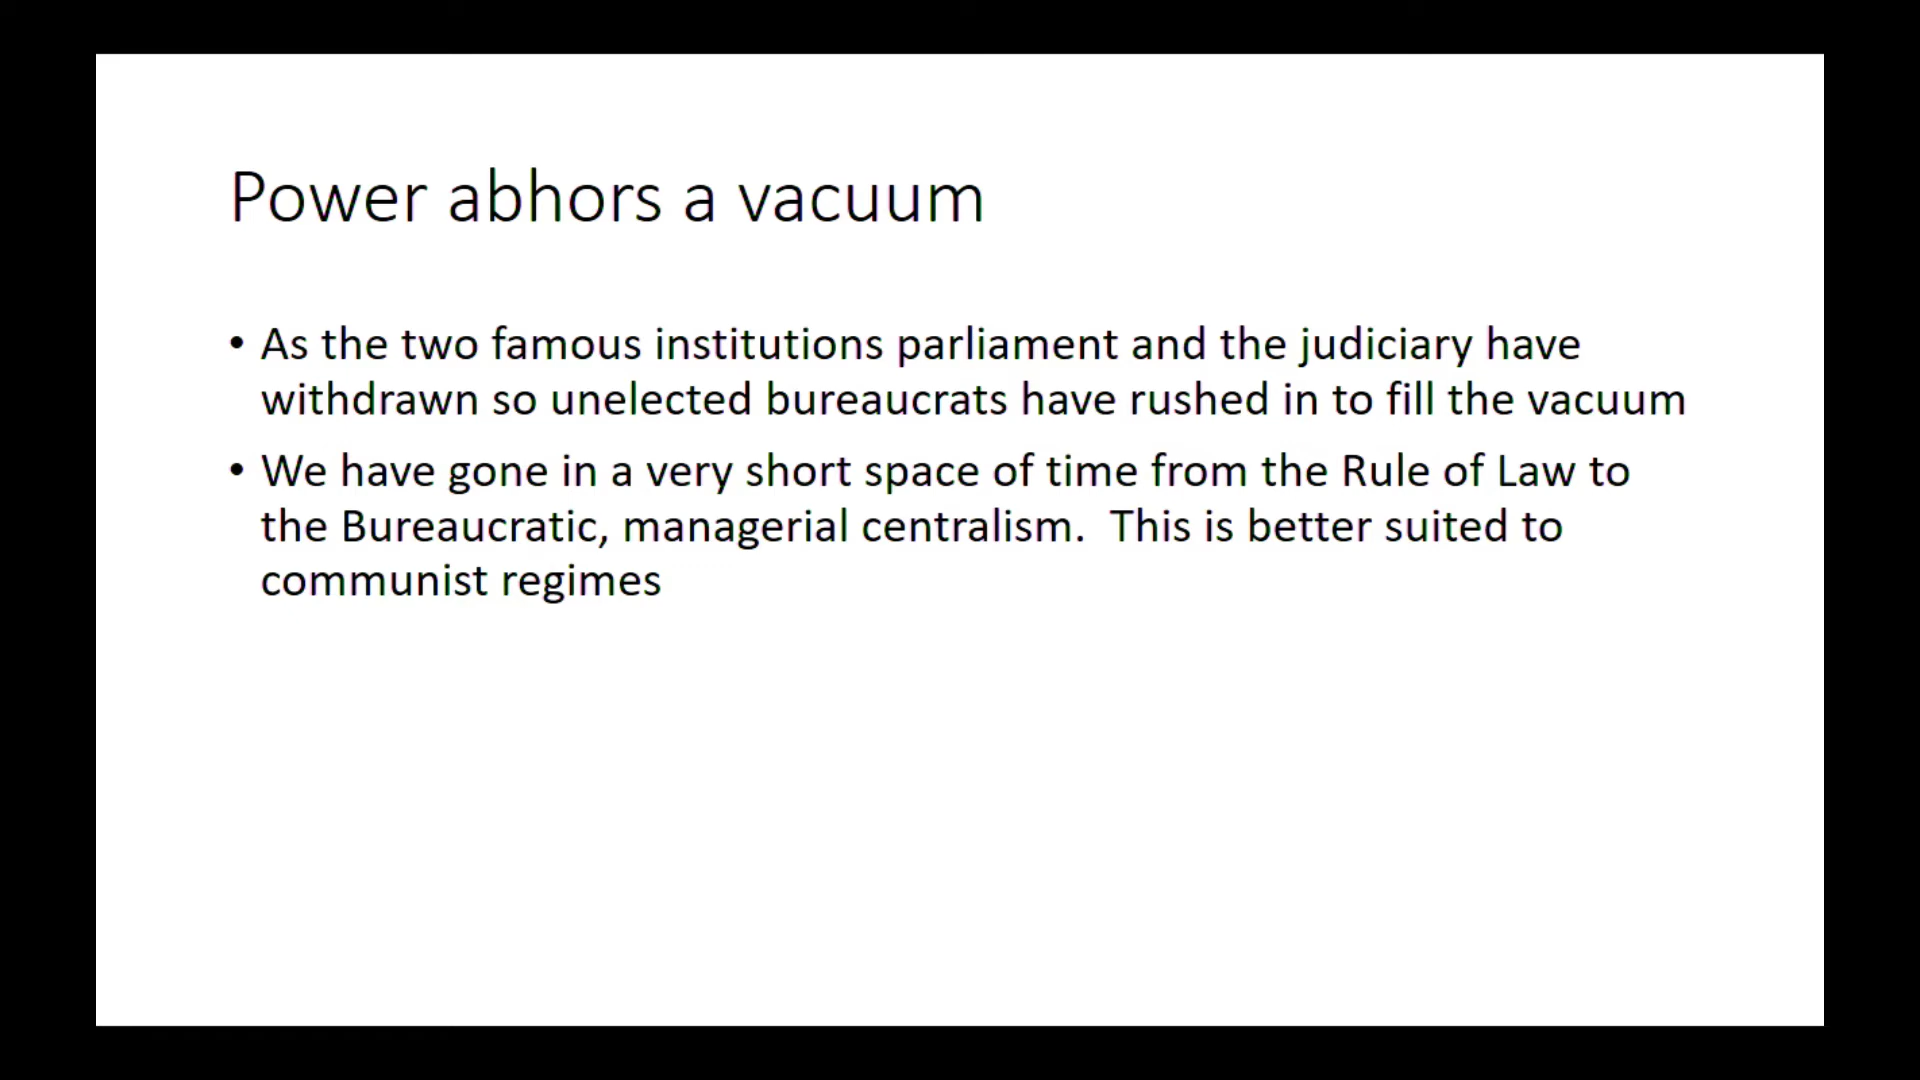 Power abhors a vacuum
• As the two famous institutions parliament and the judiciary have
withdrawn so unelected bureaucrats have rushed in to fill the vacuum
• We have gone in a very short space of time from the Rule of Law to
the Bureaucratic, managerial centralism.  This is better suited to
communist regimes